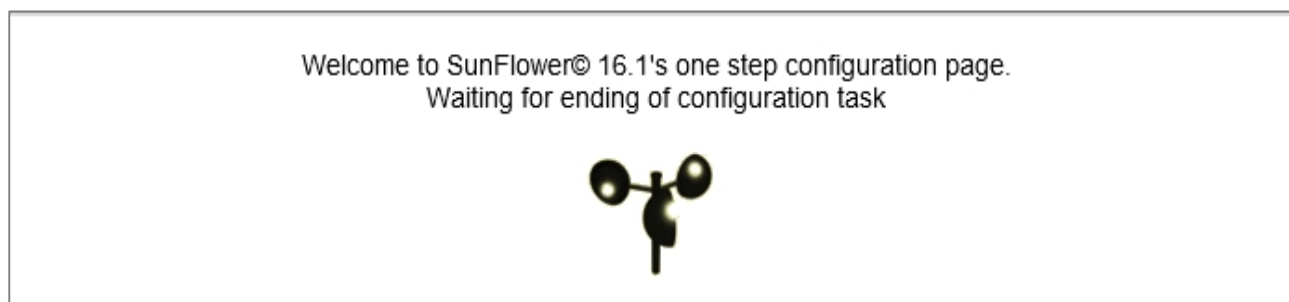 Welcome to SunFlower© 16.1's one step configuration page.
Waiting for ending of configuration task